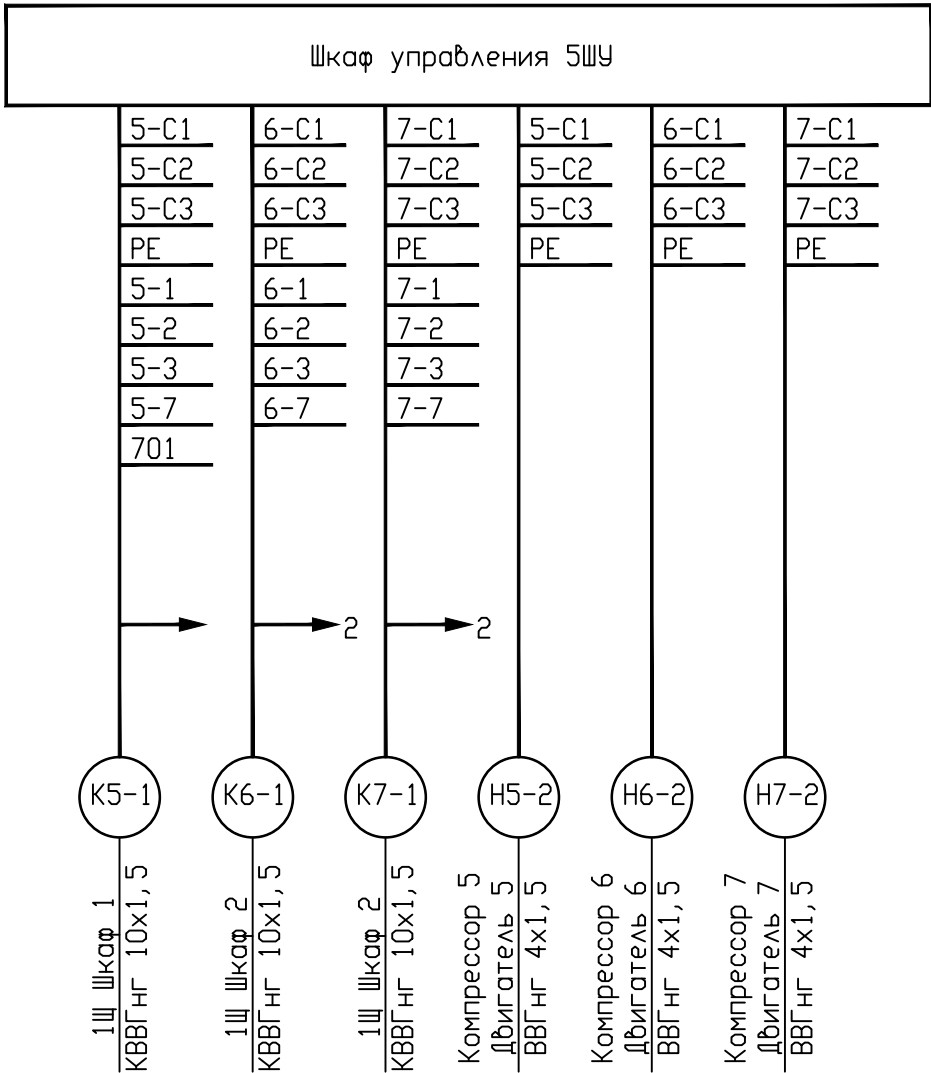 Шкаф управления 5ШУ
5-С1
5-С2
5-С3
РЕ
5-1
5-2
5-3
5-7
701
6-С1
6-С2
6-С3
РЕ
6-1
6-2
6-3
6-7
2
7-С1
7-С2
7-С3
РЕ
7-1
7-2
7-3
7-7
2
5-С1
5-С2
5-С3
РЕ
6-С1
6-С2
6-С3
РЕ
7-С1
7-С2
7-С3
РЕ
К5-1
К6-1
К7-1
Н5-2
Н6-2
Н7-2
1Щ Шкаф 1
КВВГнг 10х1,5
1Щ Шкаф 2
КВВГнг 10х1,5
1Щ Шкаф 2
КВВГнг 10х1,5
Компрессор 5
Двигатель 5
ВВГнг 4х1,5
Компрессор 6
Двигатель 6
ВВГнг 4х1,5
Компрессор 7
Двигатель 7
ВВГнг 4х1,5